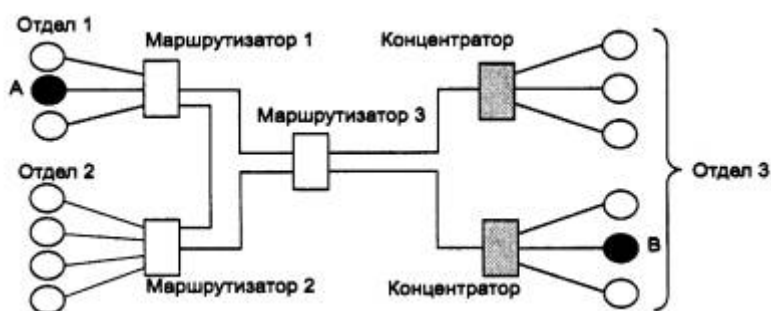 Отдел 1
Маршрутизатор 1
Концентратор
A
Маршрутизатор 3
Отдел 2
Отдел 3
B
Маршрутизатор 2
Концентратор